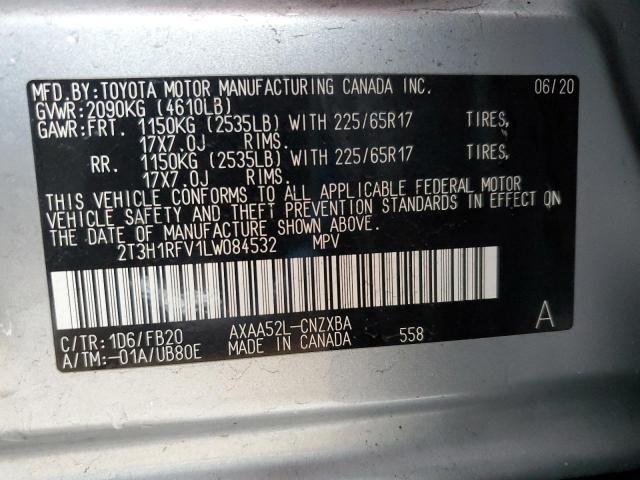 MFD.BY:TOYOTA MOTOR MANUFACTURING CANADA INC. 06/20
GVWR:2090KG (4610LB)
GAWR:FRT. 1150KG (2535LB) WITH 225/65R17 TIRES,
17X7.0J RIMS.
RR. 1150KG (2535LB) WITH 225/65R17 TIRES,
17X7.0J RIMS.
THIS VEHICLE CONFORMS TO ALL APPLICABLE FEDERAL MOTOR
VEHICLE SAFETY AND THEFT PREVENTION STANDARDS IN EFFECT ON
THE DATE OF MANUFACTURE SHOWN ABOVE.
2T3H1RFV1LW084532 MPV
C/TR: 1D6/FB20 AXAA52L-CNZXBA A
A/TM:-01A/UB80E MADE IN CANADA 558